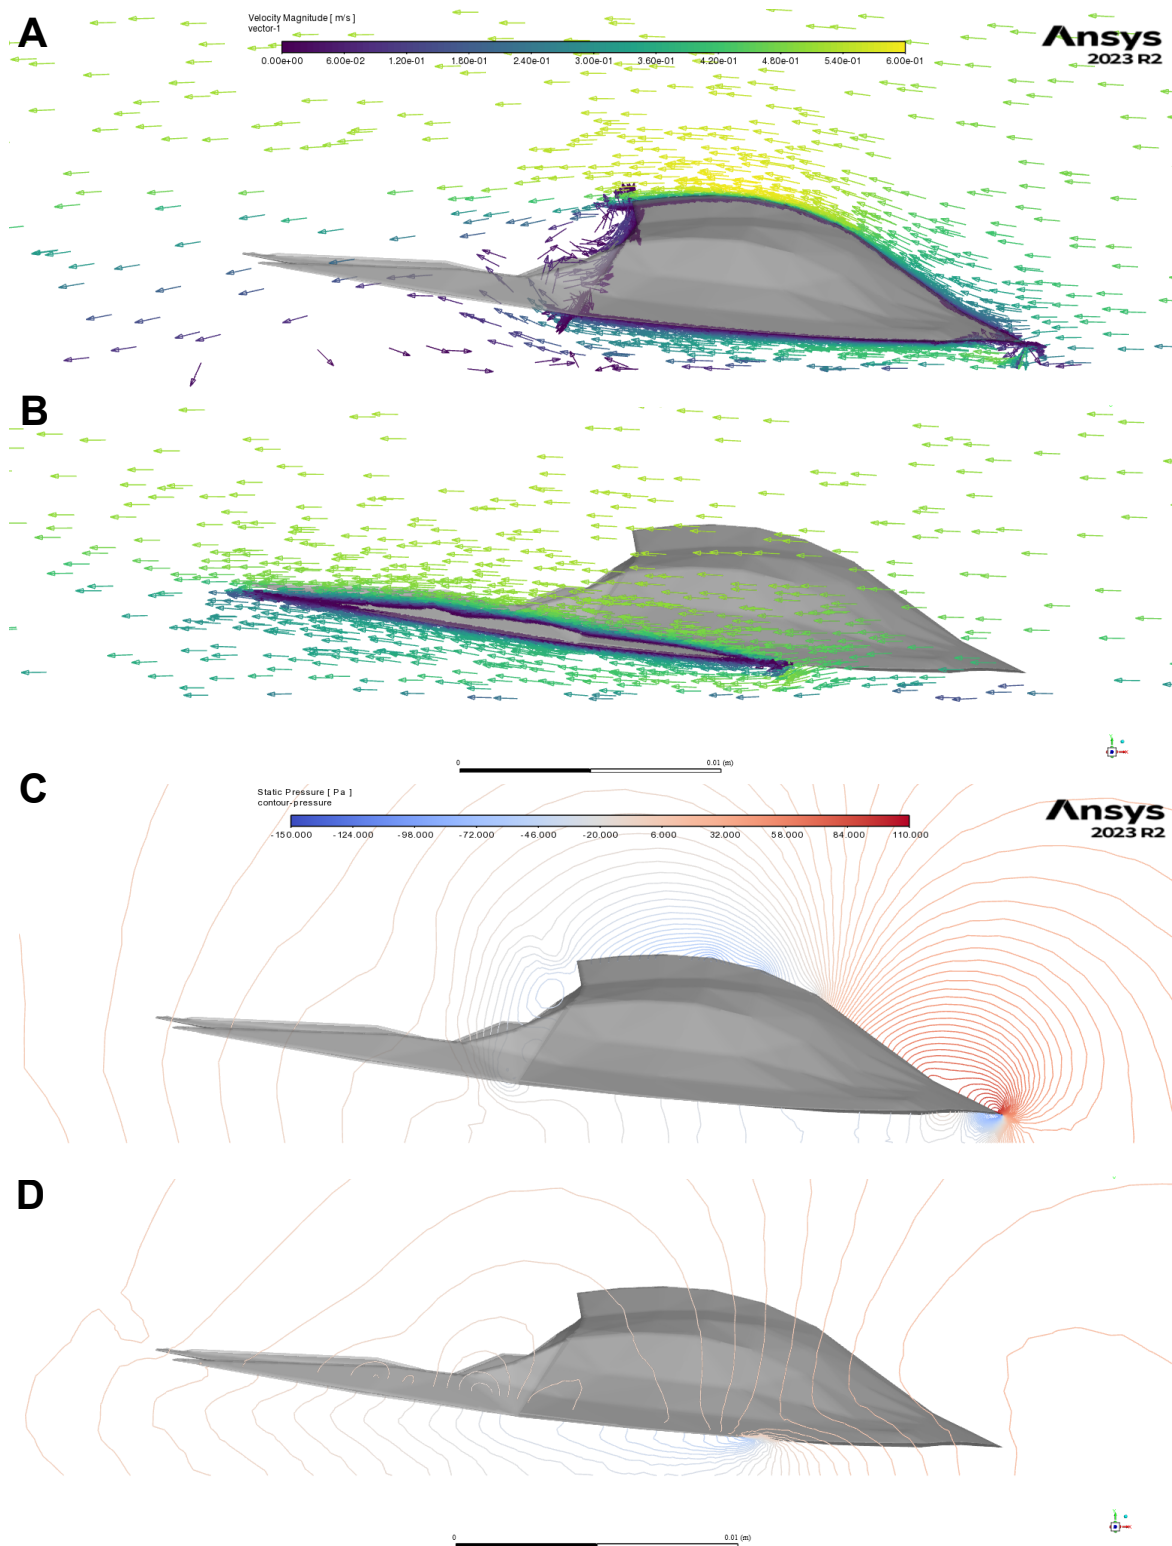 A
Velocity Magnitude [ m/s ]
vector-1
0.00e+00 6.00e-02 1.20e-01 1.80e-01 2.40e-01 3.00e-01 3.60e-01 4.20e-01 4.80e-01 5.40e-01 6.00e-01
Ansys
2023 R2
B
0 0.01 (m)
C
Static Pressure [ Pa ]
contour-pressure
-150.000 -124.000 -98.000 -72.000 -46.000 -20.000 6.000 32.000 58.000 84.000 110.000
Ansys
2023 R2
D
0 0.01 (m)